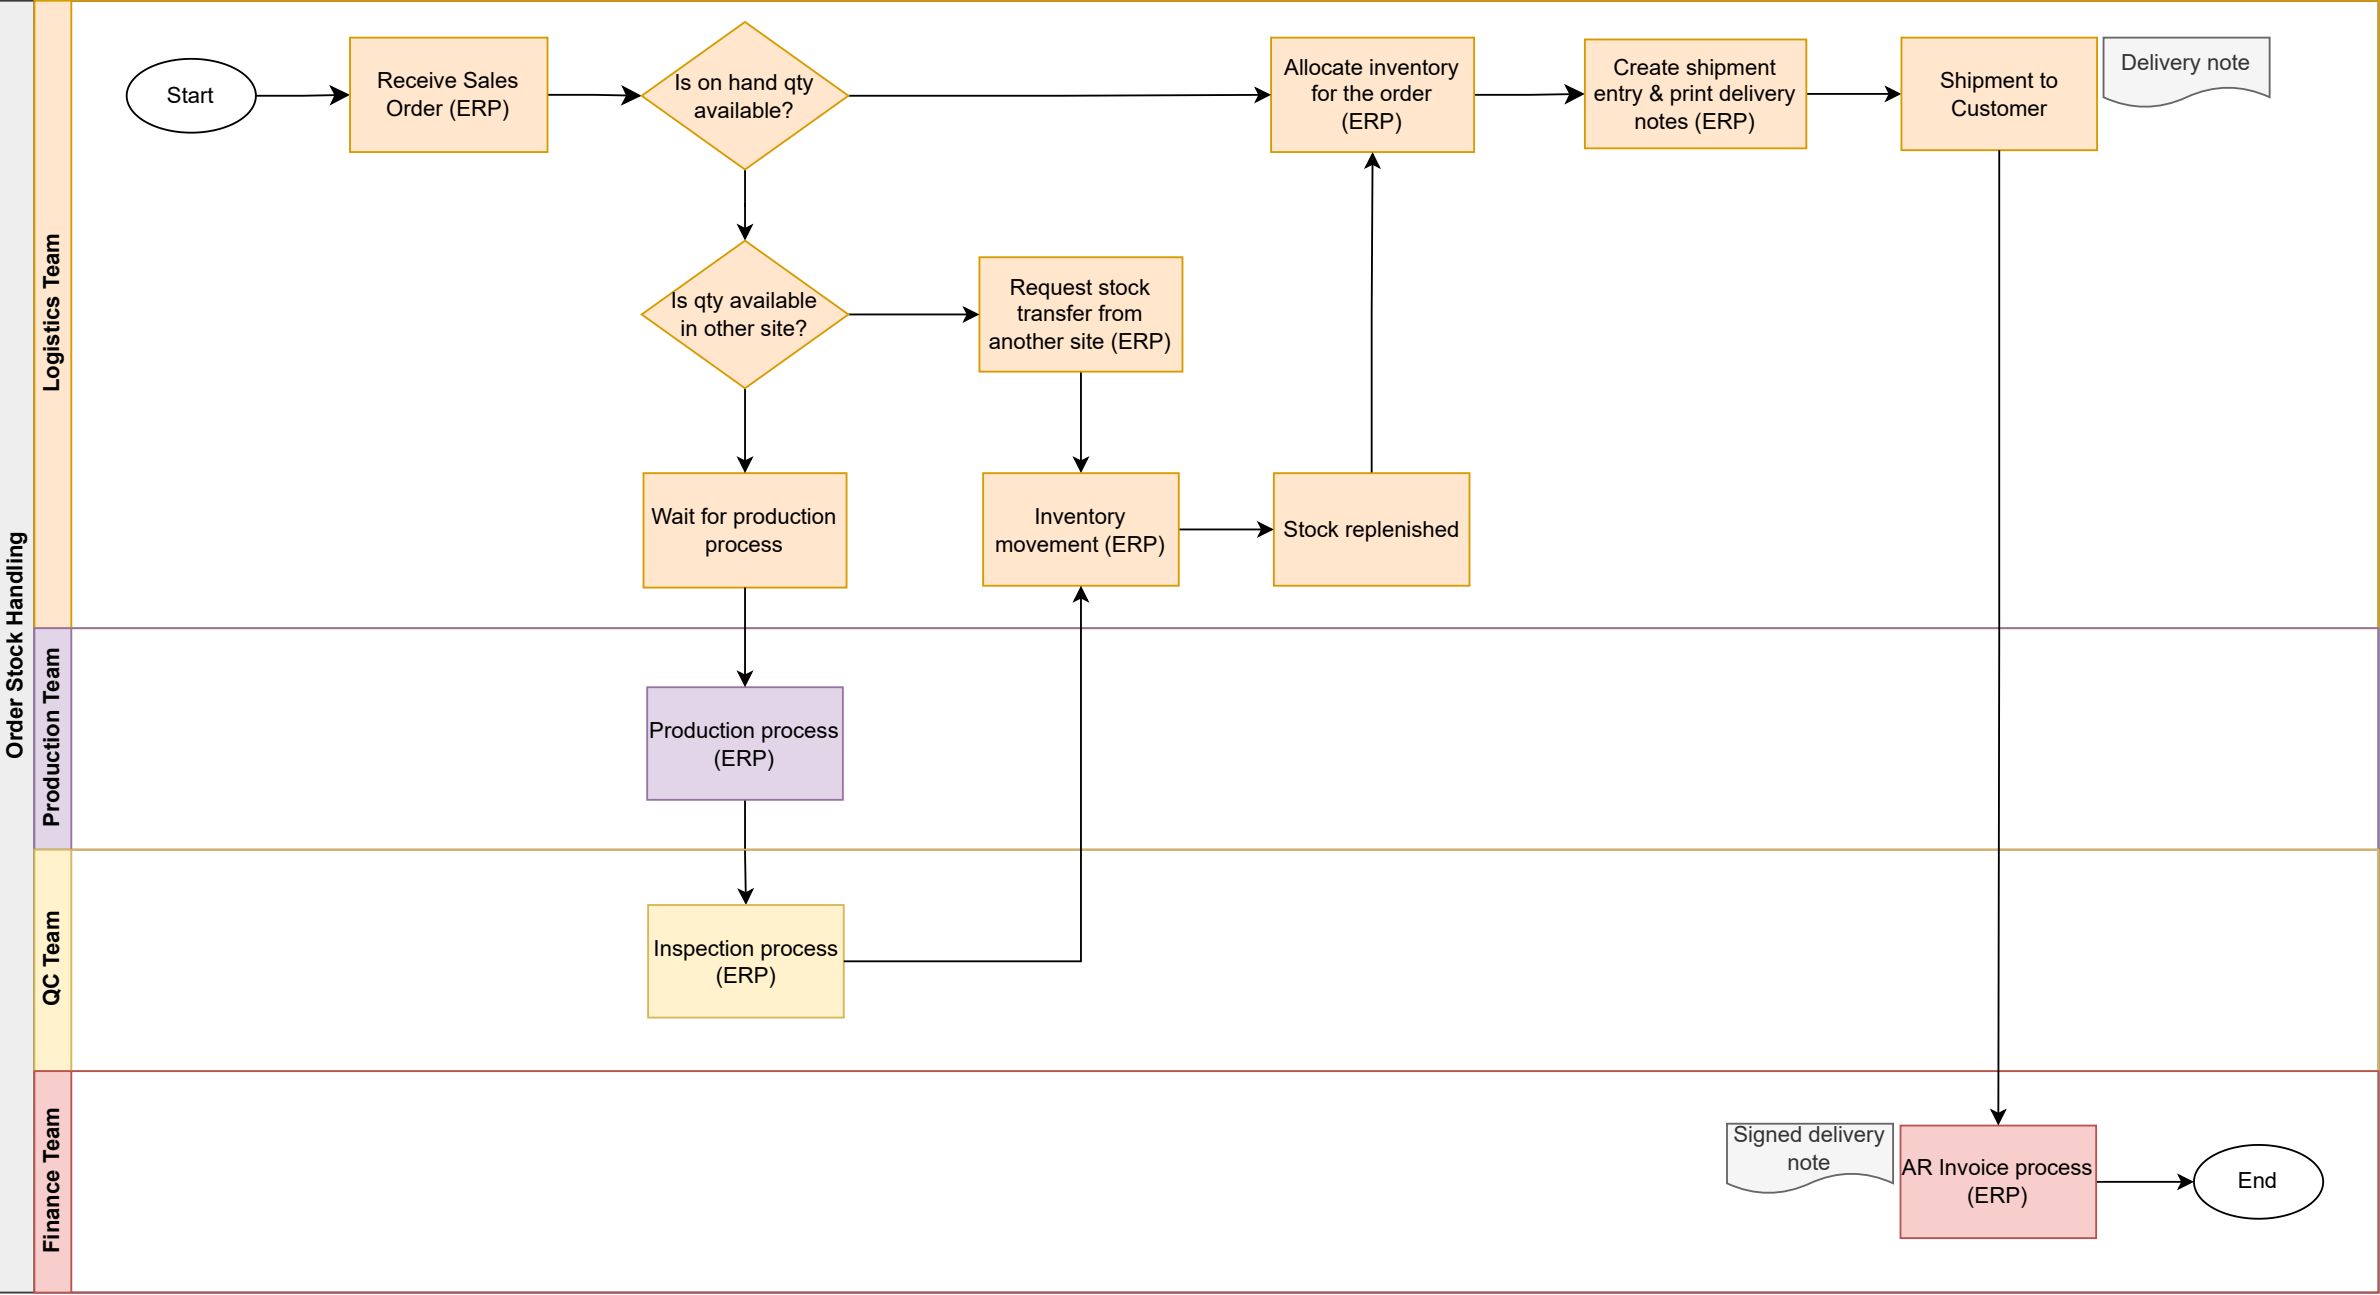 Order Stock Handling
Logistics Team
Start
Receive Sales
Order (ERP)
Is on hand qty
available?
Allocate inventory
for the order
(ERP)
Create shipment
entry & print delivery
notes (ERP)
Shipment to
Customer
Delivery note
Is qty available
in other site?
Request stock
transfer from
another site (ERP)
Wait for production
process
Inventory
movement (ERP)
Stock replenished
Production Team
Production process
(ERP)
QC Team
Inspection process
(ERP)
Finance Team
Signed delivery
note
AR Invoice process
(ERP)
End